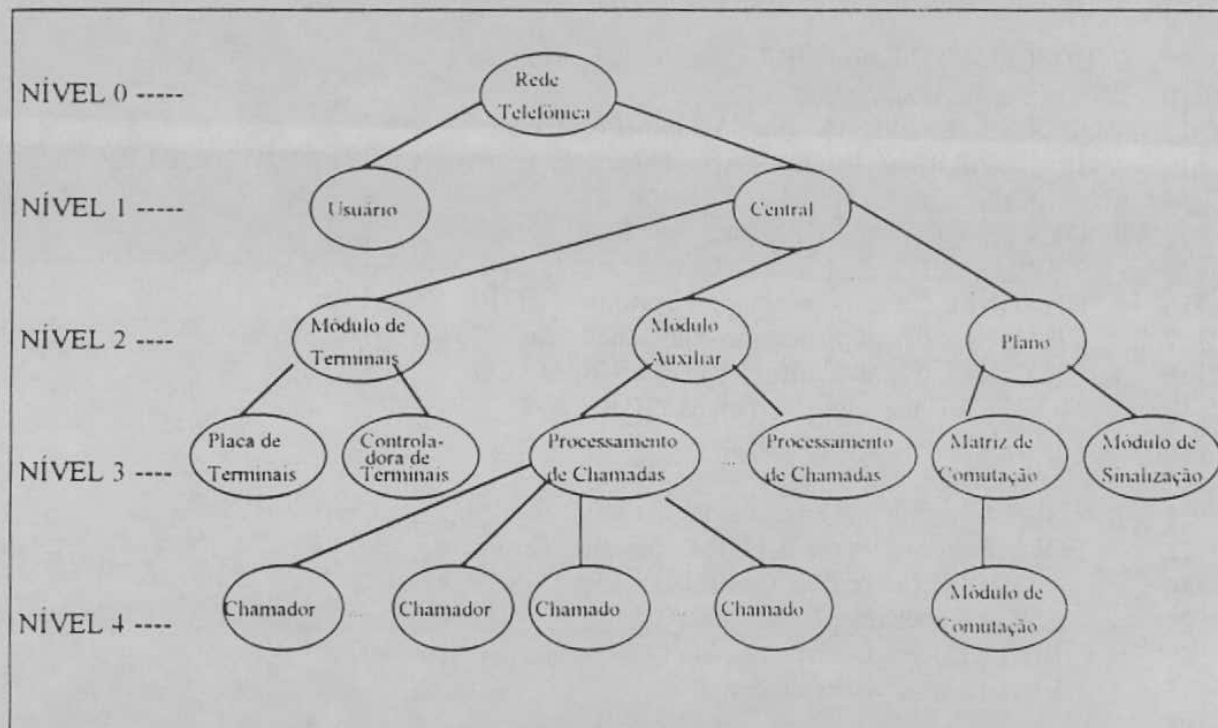 NÍVEL 0 -----
Rede
Telefônica
NÍVEL 1 -----
Usuário
Central
NÍVEL 2 ----
Módulo de
Terminais
Módulo
Auxiliar
Plano
NÍVEL 3 ----
Placa de
Terminais
Controla-
dora de
Terminais
Processamento
de Chamadas
...
Processamento
de Chamadas
Matriz de
Comutação
Módulo de
Sinalização
NÍVEL 4 ----
Chamador
...
Chamador
Chamado
...
Chamado
Módulo de
Comutação